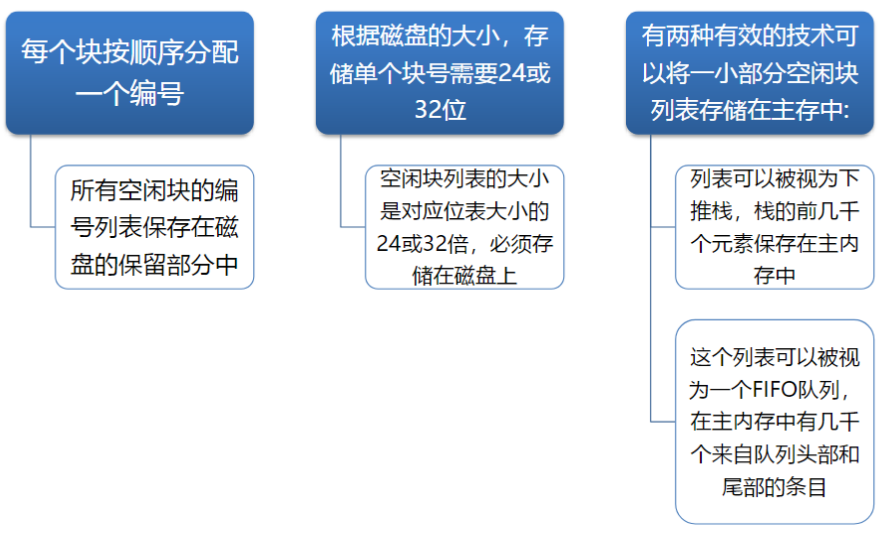 每个块按顺序分配
一个编号
所有空闲块的编
号列表保存在磁
盘的保留部分中
根据磁盘的大小，存
储单个块号需要24或
32位
空闲块列表的大小
是对应位表大小的
24或32倍，必须存
储在磁盘上
有两种有效的技术可
以将一小部分空闲块
列表存储在主存中:
列表可以被视为下
推栈，栈的前几千
个元素保存在主内
存中
这个列表可以被视
为一个FIFO队列，
在主内存中有几千
个来自队列头部和
尾部的条目